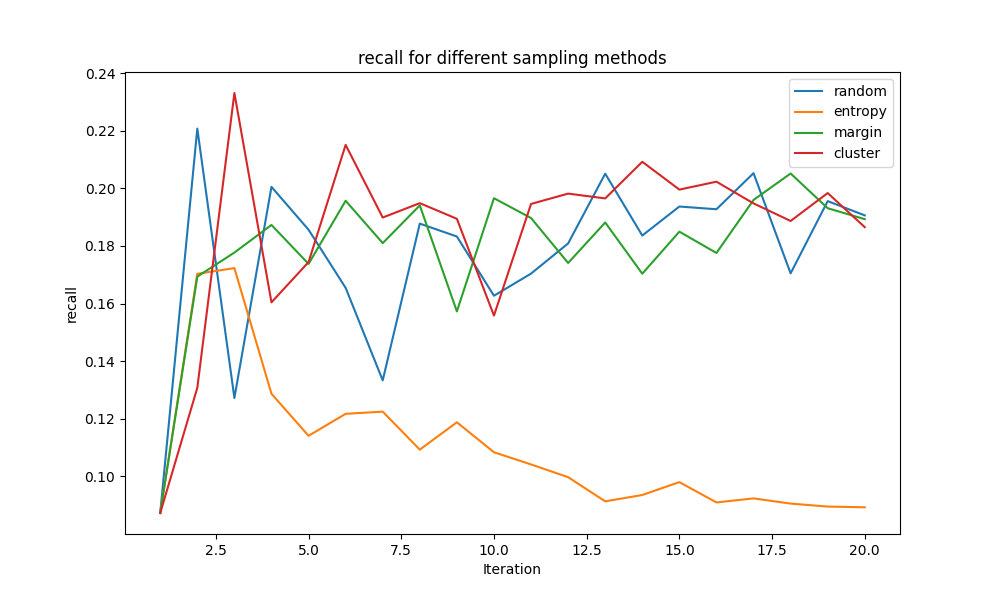 recall for different sampling methods
0.24
0.22
0.20
0.18
0.16
0.14
0.12
0.10
recall
random
entropy
margin
cluster
2.5 5.0 7.5 10.0 12.5 15.0 17.5 20.0
Iteration